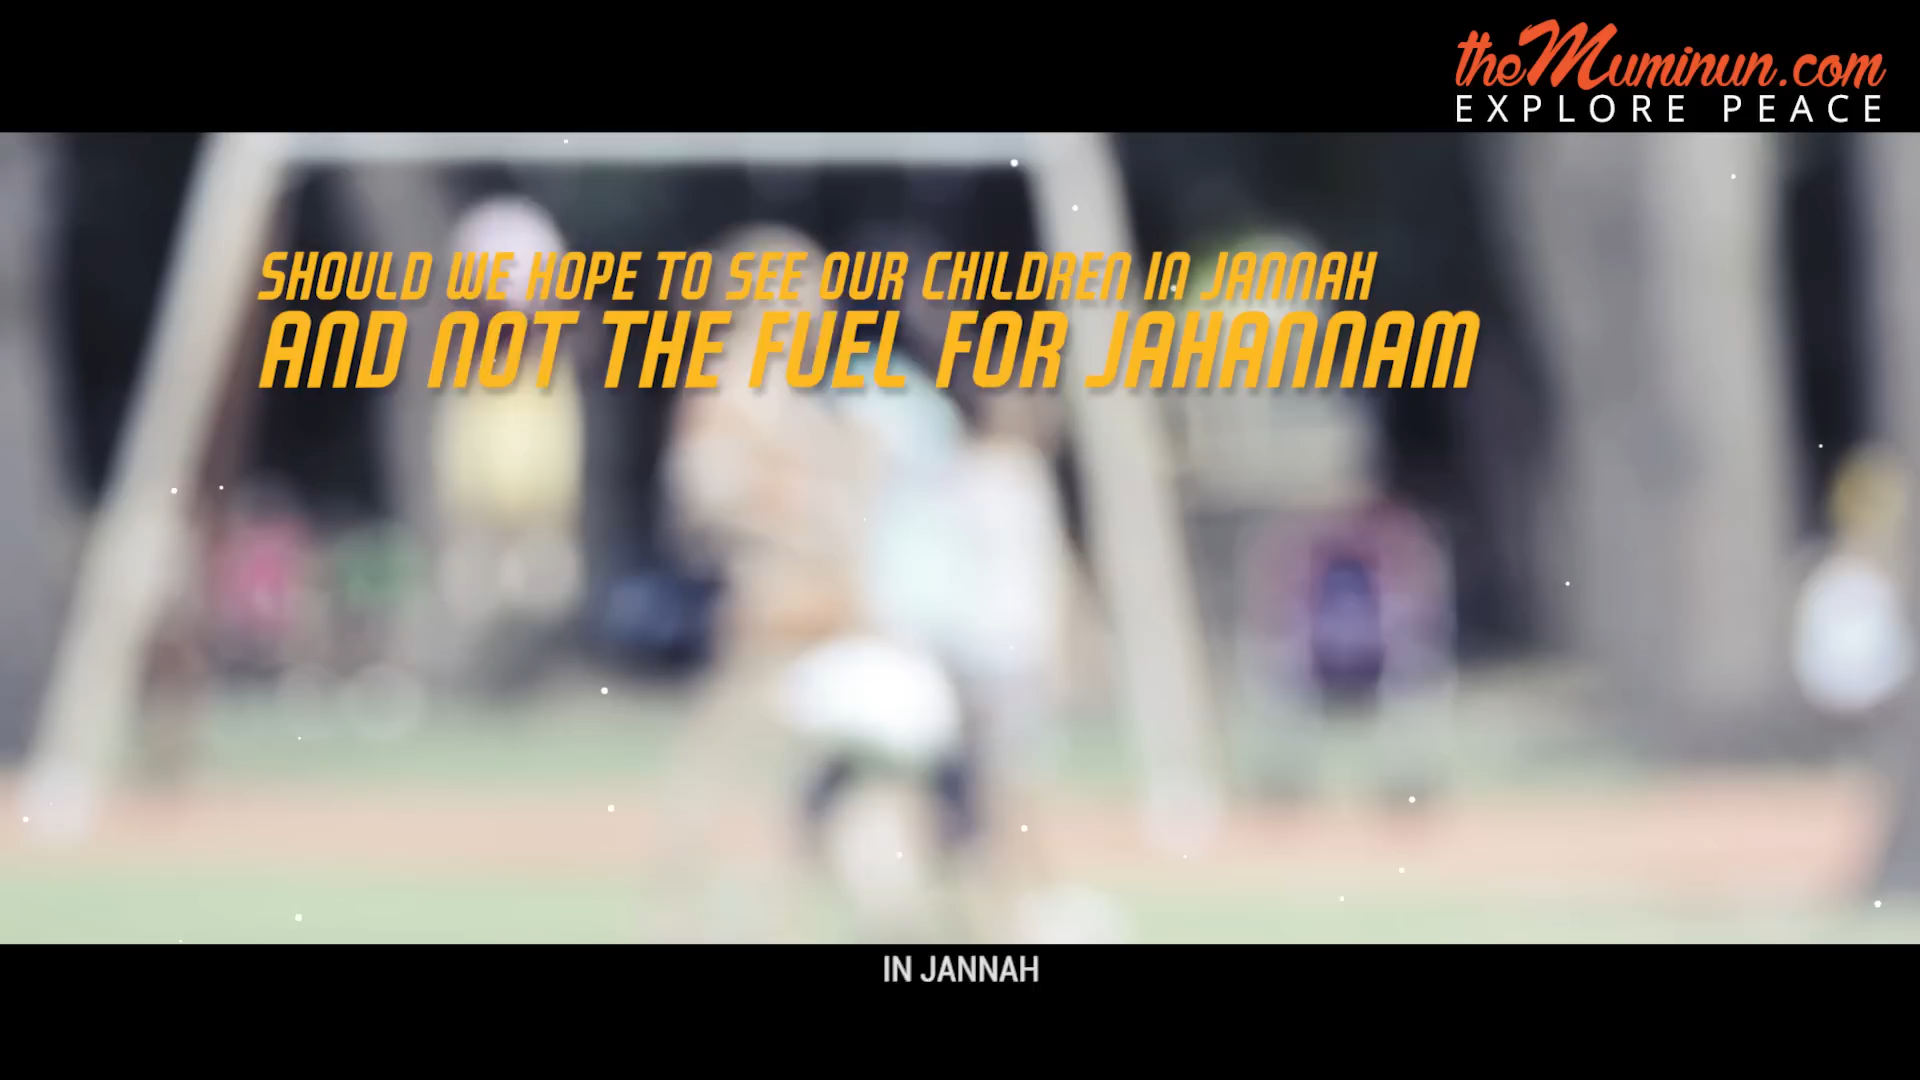 theMuminun.com
EXPLORE PEACE
SHOULD WE HOPE TO SEE OUR CHILDREN IN JANNAH
AND NOT THE FUEL FOR JAHANNAM
IN JANNAH